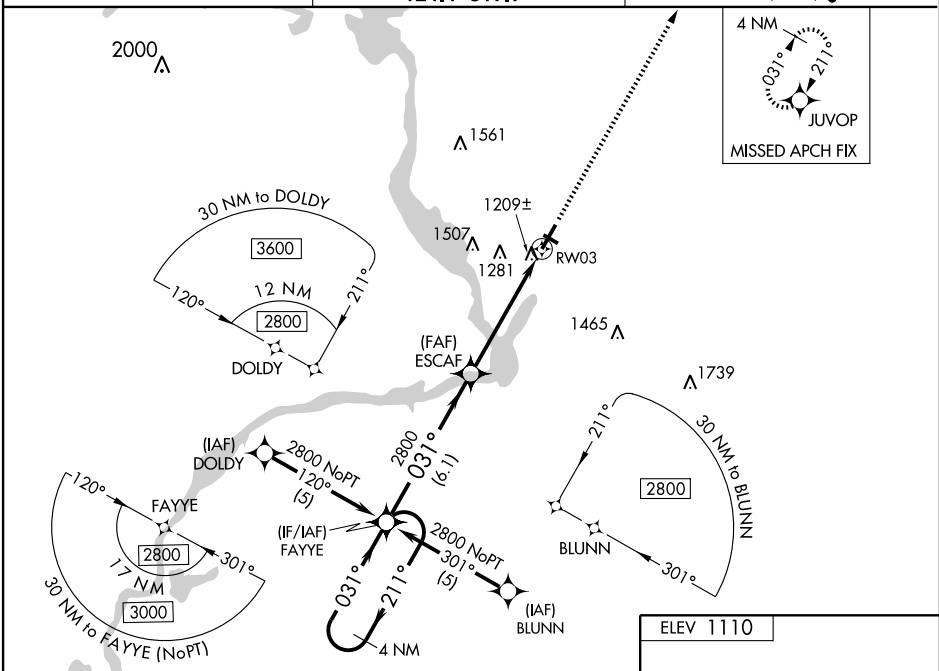 2000
4 NM
031°
211°
JUVOP
MISSED APCH FIX
1561
30 NM to DOLDY
3600
120°
211°
12 NM
2800
DOLDY
1209±
1507
1281
RW03
1465
(FAF)
ESCAF
1739
211°
30 NM to BLUNN
2800
BLUNN
301°
(IAF)
DOLDY
2800 NoPT
120°
(5)
2800
031°
(6.1)
120°
FAYYE
301°
2800
17 NM
3000
30 NM to FAYYE (NoPT)
(IF/IAF)
FAYYE
2800 NoPT
301°
(5)
(IAF)
BLUNN
031°
211°
4 NM
ELEV 1110